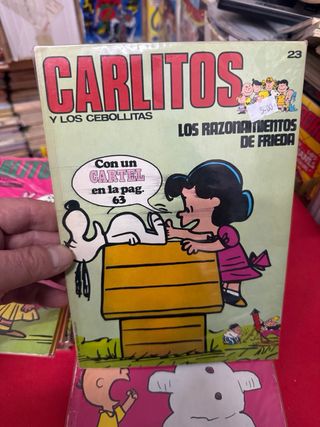 CARLITOS
23
Y LOS CEBOLLITAS
LOS RAZONAMIENTOS
DE FRIEDA
Con un
CARTEL
en la pag.
63